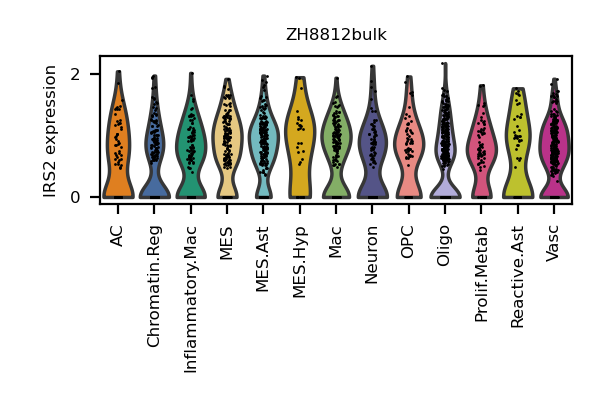 ZH8812bulk
IRS2 expression
2
0
AC
Chromatin.Reg
Inflammatory.Mac
MES
MES.Ast
MES.Hyp
Mac
Neuron
OPC
Oligo
Prolif.Metab
Reactive.Ast
Vasc